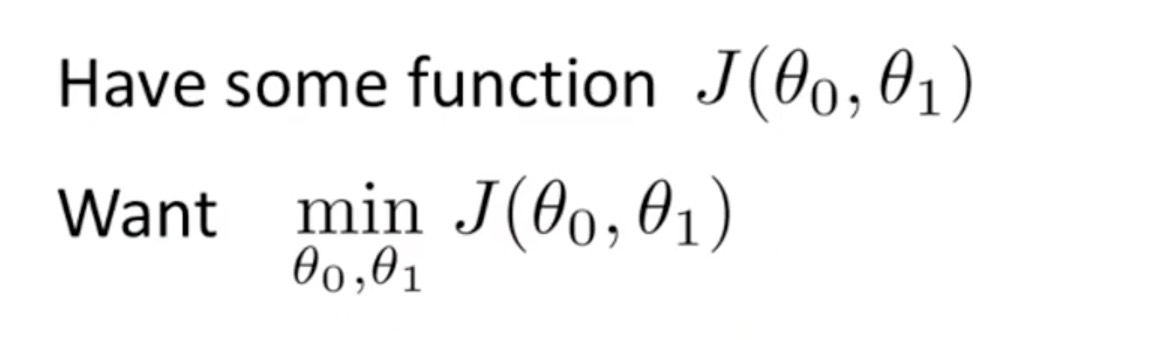 Have some function J(θ₀, θ₁)
Want min J(θ₀, θ₁)
θ₀,θ₁